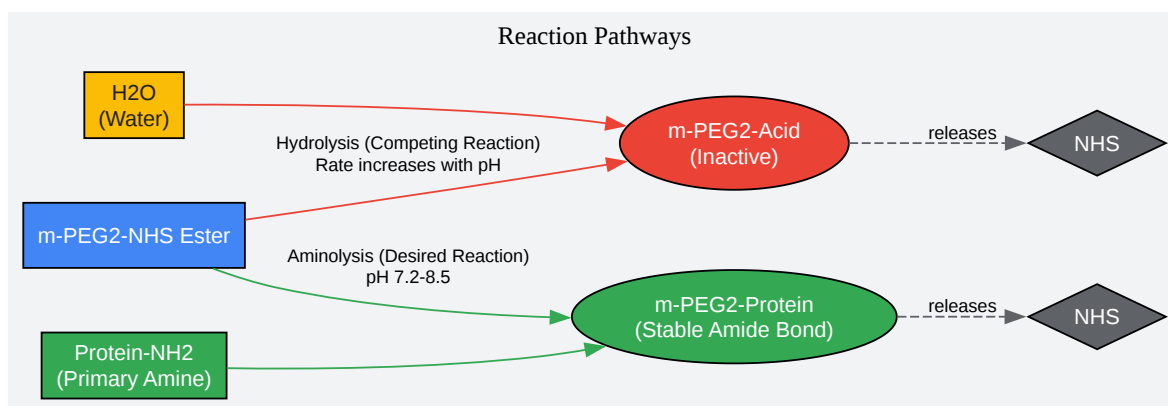 Reaction Pathways
H2O
(Water)
Hydrolysis (Competing Reaction)
Rate increases with pH
m-PEG2-Acid
(Inactive)
releases
NHS
m-PEG2-NHS Ester
Aminolysis (Desired Reaction)
pH 7.2-8.5
m-PEG2-Protein
(Stable Amide Bond)
releases
NHS
Protein-NH2
(Primary Amine)